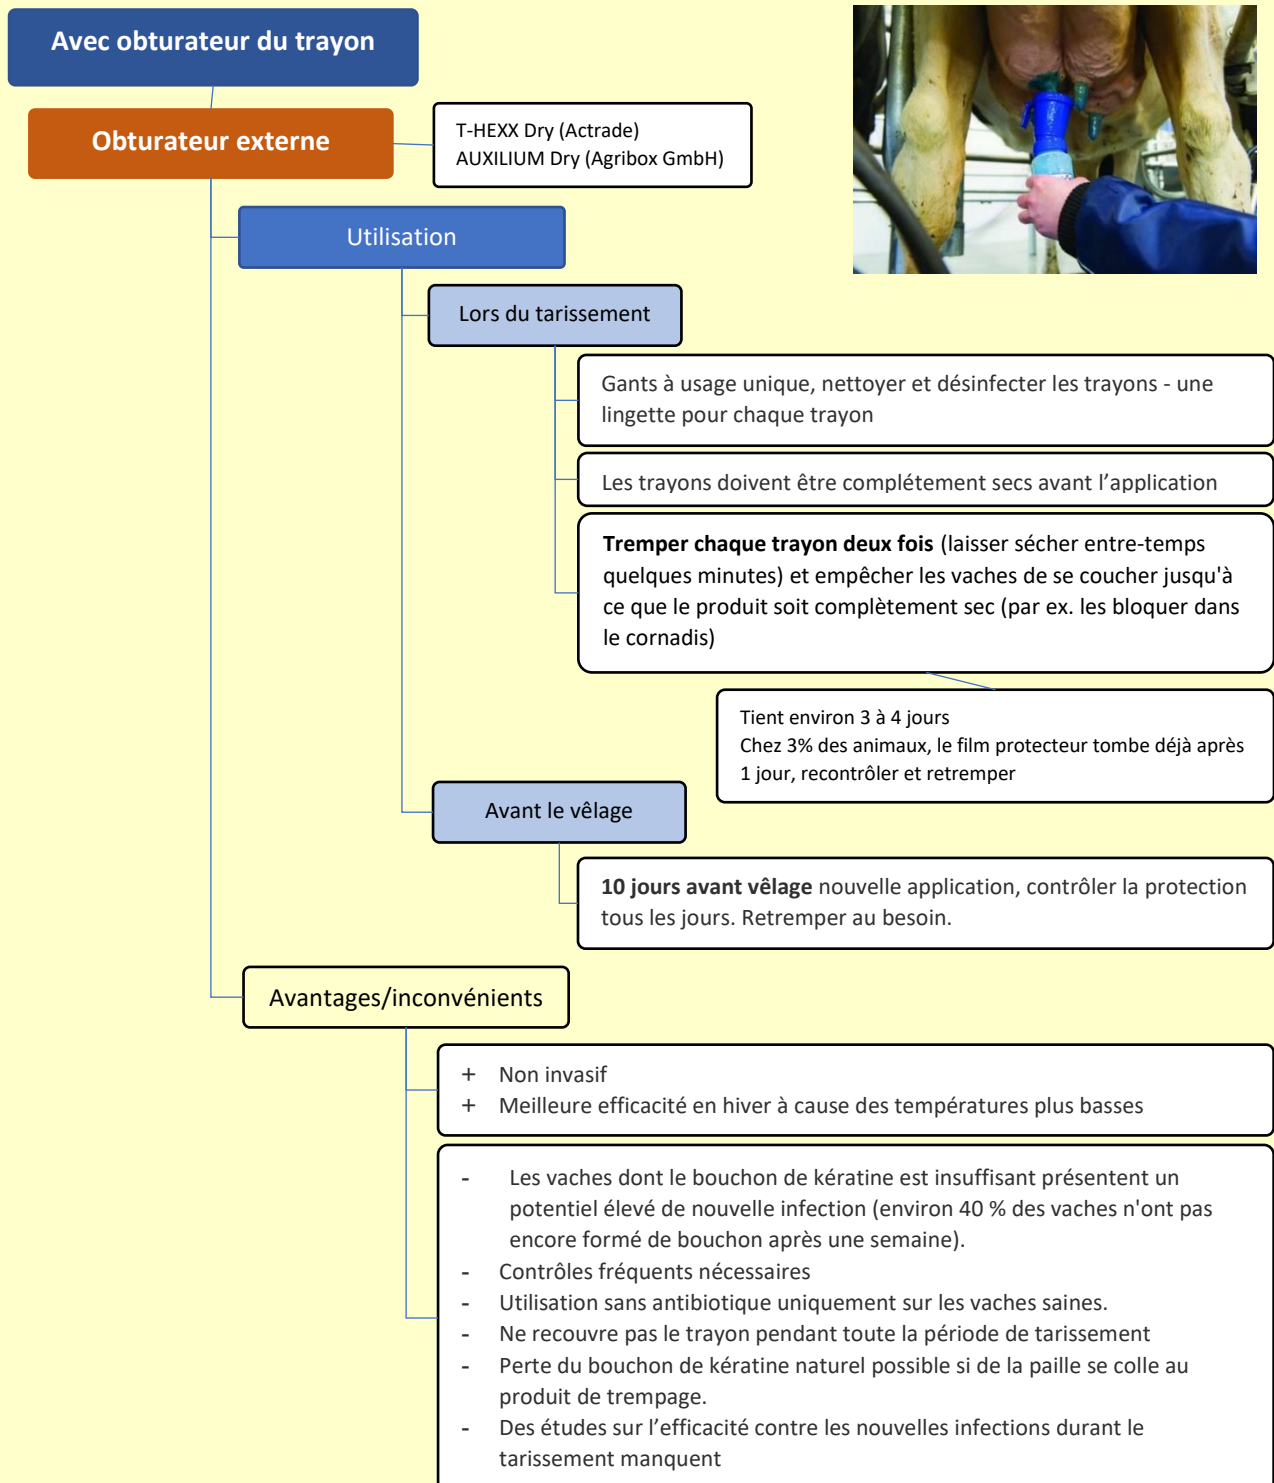 Avec obturateur du trayon
Obturateur externe
T-HEXX Dry (Actrade)
AUXILIUM Dry (Agribox GmbH)
Utilisation
Lors du tarissement
Gants à usage unique, nettoyer et désinfecter les trayons - une
lingette pour chaque trayon
Les trayons doivent être complétement secs avant l’application
Tremper chaque trayon deux fois (laisser sécher entre-temps
quelques minutes) et empêcher les vaches de se coucher jusqu'à
ce que le produit soit complètement sec (par ex. les bloquer dans
le cornadis)
Tient environ 3 à 4 jours
Chez 3% des animaux, le film protecteur tombe déjà après
1 jour, recontrôler et retremper
Avant le vêlage
10 jours avant vêlage nouvelle application, contrôler la protection
tous les jours. Retremper au besoin.
Avantages/inconvénients
+ Non invasif
+ Meilleure efficacité en hiver à cause des températures plus basses
- Les vaches dont le bouchon de kératine est insuffisant présentent un
potentiel élevé de nouvelle infection (environ 40 % des vaches n'ont pas
encore formé de bouchon après une semaine).
- Contrôles fréquents nécessaires
- Utilisation sans antibiotique uniquement sur les vaches saines.
- Ne recouvre pas le trayon pendant toute la période de tarissement
- Perte du bouchon de kératine naturel possible si de la paille se colle au
produit de trempage.
- Des études sur l’efficacité contre les nouvelles infections durant le
tarissement manquent